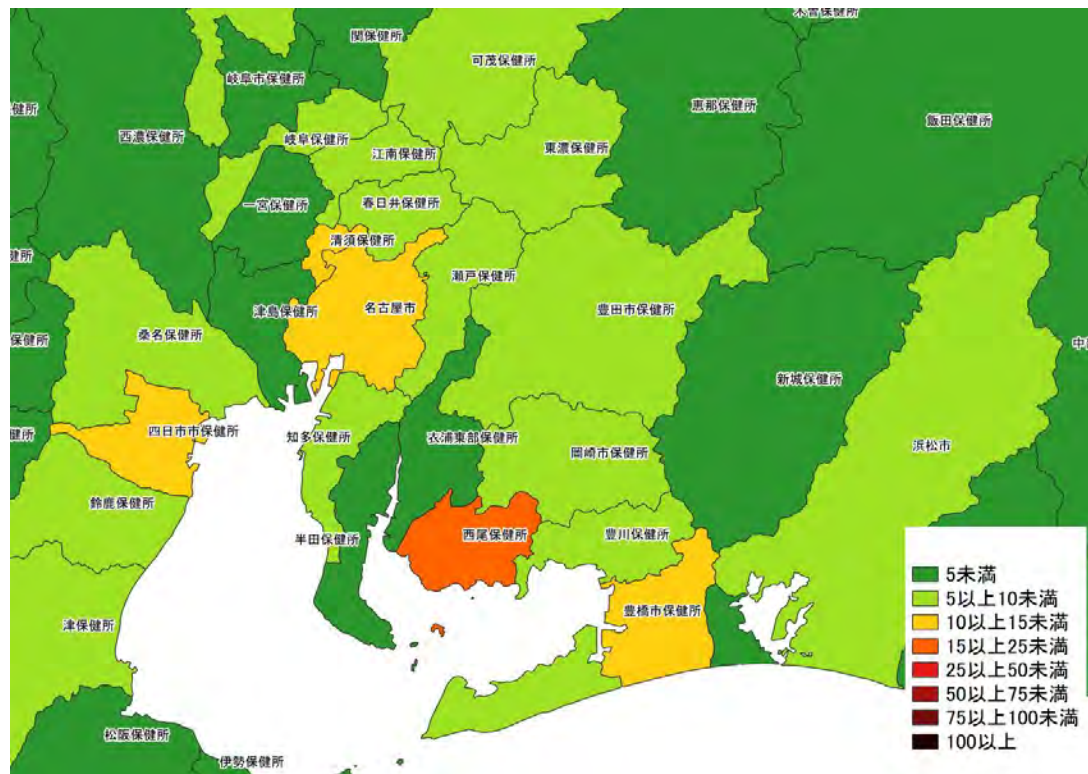 木曽保健所
関保健所
可茂保健所
岐阜市保健所
健所
恵那保健所
飯田保健所
西濃保健所
岐阜保健所
江南保健所
東濃保健所
一宮保健所
春日井保健所
清須保健所
瀬戸保健所
健所
津島保健所
名古屋市
豊田市保健所
桑名保健所
保健所
中
新城保健所
四日市市保健所
健所
知多保健所
衣浦東部保健所
岡崎市保健所
浜松市
鈴鹿保健所
半田保健所
西尾保健所
豊川保健所
津保健所
豊橋市保健所
松阪保健所
伊勢保健所
5未満
5以上10未満
10以上15未満
15以上25未満
25以上50未満
50以上75未満
75以上100未満
100以上